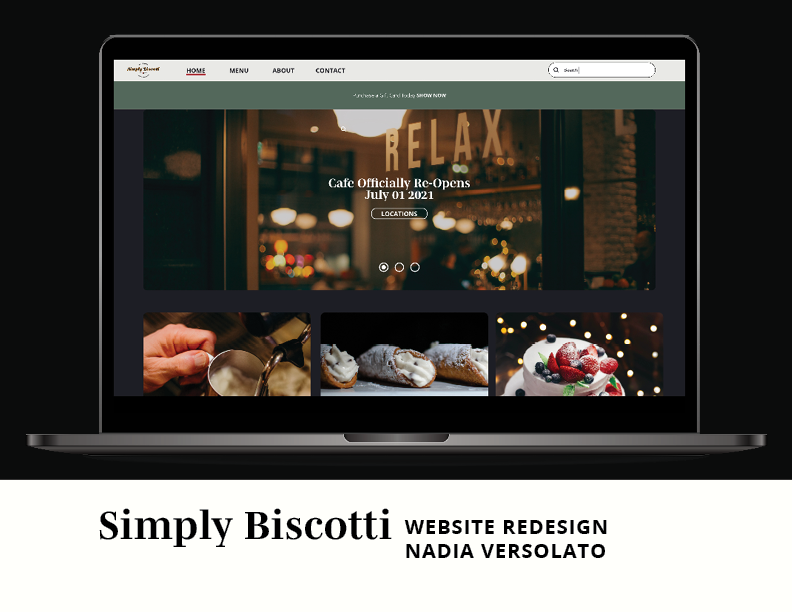 Simply Biscotti
HOME MENU ABOUT CONTACT
Search
Purchase a Gift Card Today SHOW NOW
RELAX
Cafe Officially Re-Opens
July 01 2021
LOCATIONS
Simply Biscotti
WEBSITE REDESIGN
NADIA VERSOLATO